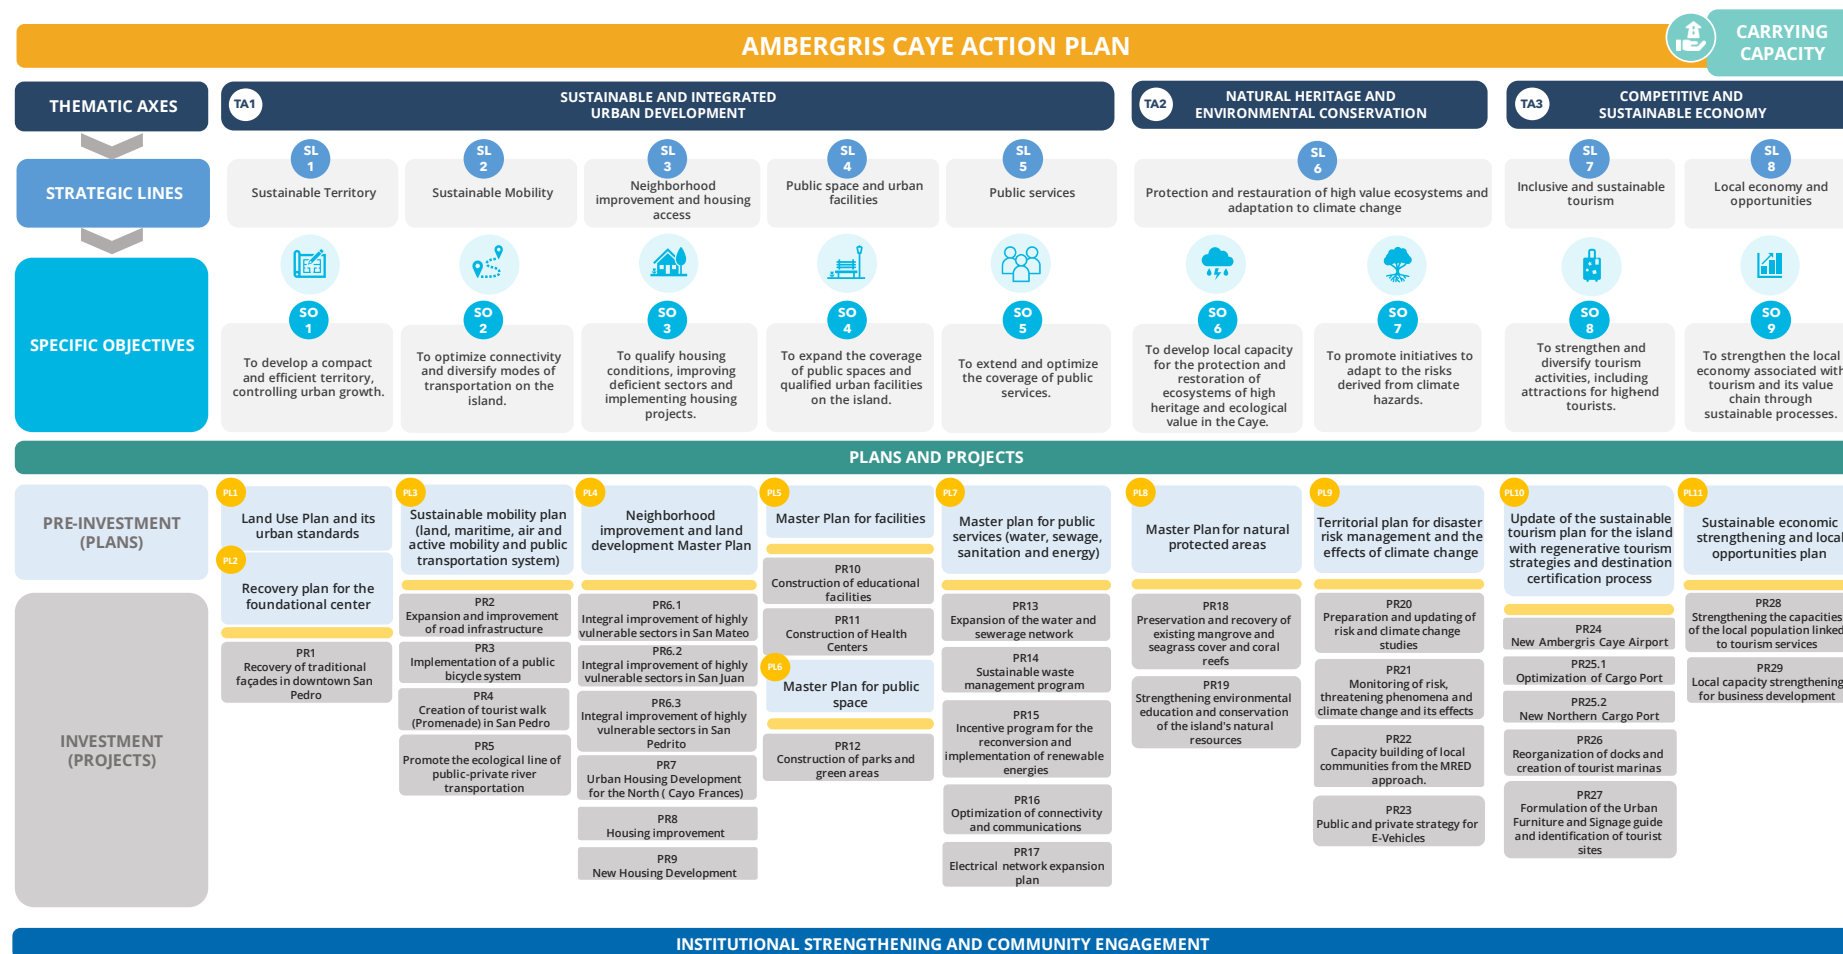 AMBERGRIS CAYE ACTION PLAN
CARRYING
CAPACITY
THEMATIC AXES
TA1
SUSTAINABLE AND INTEGRATED
URBAN DEVELOPMENT
TA2
NATURAL HERITAGE AND
ENVIRONMENTAL CONSERVATION
TA3
COMPETITIVE AND
SUSTAINABLE ECONOMY
STRATEGIC LINES
SL
1
Sustainable Territory
SL
2
Sustainable Mobility
SL
3
Neighborhood
improvement and housing
access
SL
4
Public space and urban
facilities
SL
5
Public services
SL
6
Protection and restauration of high value ecosystems and
adaptation to climate change
SL
7
Inclusive and sustainable
tourism
SL
8
Local economy and
opportunities
SPECIFIC OBJECTIVES
SO
1
To develop a compact
and efficient territory,
controlling urban growth.
SO
2
To optimize connectivity
and diversify modes of
transportation on the
island.
SO
3
To qualify housing
conditions, improving
deficient sectors and
implementing housing
projects.
SO
4
To expand the coverage
of public spaces and
qualified urban facilities
on the island.
SO
5
To extend and optimize
the coverage of public
services.
SO
6
To develop local capacity
for the protection and
restoration of
ecosystems of high
heritage and ecological
value in the Caye.
SO
7
To promote initiatives to
adapt to the risks
derived from climate
hazards.
SO
8
To strengthen and
diversify tourism
activities, including
attractions for high-end
tourists.
SO
9
To strengthen the local
economy associated with
tourism and its value
chain through
sustainable processes.
PLANS AND PROJECTS
PRE-INVESTMENT
(PLANS)
INVESTMENT
(PROJECTS)
PL1
Land Use Plan and its
urban standards
PL2
Recovery plan for the
foundational center
PR1
Recovery of traditional
façades in downtown San
Pedro
PL3
Sustainable mobility plan
(land, maritime, air and
active mobility and public
transportation system)
PR2
Expansion and improvement
of road infrastructure
PR3
Implementation of a public
bicycle system
PR4
Creation of tourist walk
(Promenade) in San Pedro
PR5
Promote the ecological line of
public-private river
transportation
PL4
Neighborhood
improvement and land
development Master Plan
PR6.1
Integral improvement of highly
vulnerable sectors in San Mateo
PR6.2
Integral improvement of highly
vulnerable sectors in San Juan
PR6.3
Integral improvement of highly
vulnerable sectors in San
Pedrito
PR7
Urban Housing Development
for the North ( Cayo Frances)
PR8
Housing improvement
PR9
New Housing Development
PL5
Master Plan for facilities
PR10
Construction of educational
facilities
PR11
Construction of Health
Centers
PL6
Master Plan for public
space
PR12
Construction of parks and
green areas
PL7
Master plan for public
services (water, sewage,
sanitation and energy)
PR13
Expansion of the water and
sewerage network
PR14
Sustainable waste
management program
PR15
Incentive program for the
reconversion and
implementation of renewable
energies
PR16
Optimization of connectivity
and communications
PR17
Electrical network expansion
plan
PL8
Master Plan for natural
protected areas
PR18
Preservation and recovery of
existing mangrove and
seagrass cover and coral
reefs
PR19
Strengthening environmental
education and conservation
of the island's natural
resources
PL9
Territorial plan for disaster
risk management and the
effects of climate change
PR20
Preparation and updating of
risk and climate change
studies
PR21
Monitoring of risk,
threatening phenomena and
climate change and its effects
PR22
Capacity building of local
communities from the MRED
approach.
PR23
Public and private strategy for
E-Vehicles
PL10
Update of the sustainable
tourism plan for the island
with regenerative tourism
strategies and destination
certification process
PR24
New Ambergris Caye Airport
PR25.1
Optimization of Cargo Port
PR25.2
New Northern Cargo Port
PR26
Reorganization of docks and
creation of tourist marinas
PR27
Formulation of the Urban
Furniture and Signage guide
and identification of tourist
sites
PL11
Sustainable economic
strengthening and local
opportunities plan
PR28
Strengthening the capacities
of the local population linked
to tourism services
PR29
Local capacity strengthening
for business development
INSTITUTIONAL STRENGTHENING AND COMMUNITY ENGAGEMENT